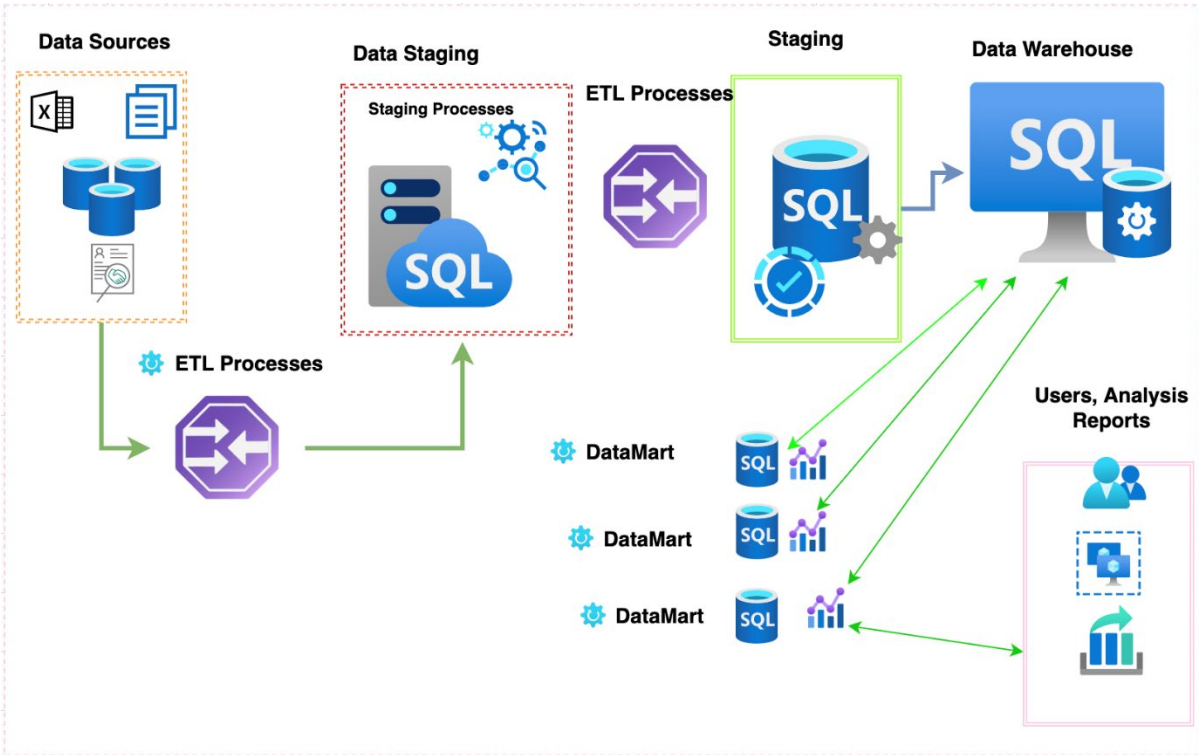 Data Sources
Data Staging
Staging
Data Warehouse
X
Staging Processes
ETL Processes
SQL
SQL
SQL
ETL Processes
Users, Analysis
Reports
DataMart
SQL
DataMart
SQL
DataMart
SQL